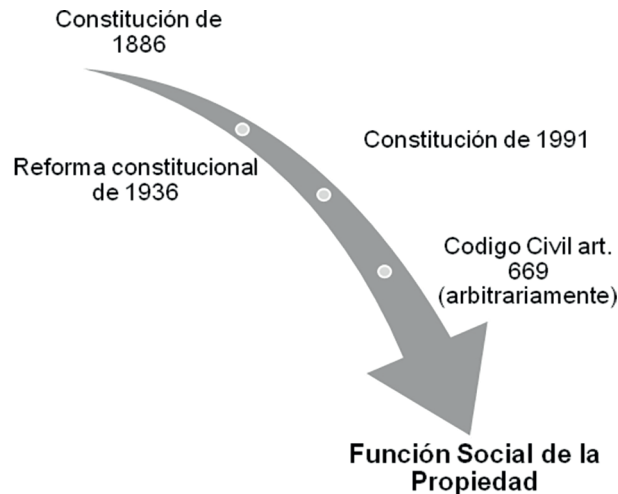 Constitución de
1886
Reforma constitucional
de 1936
Constitución de 1991
Codigo Civil art.
669
(arbitrariamente)
Función Social de la
Propiedad